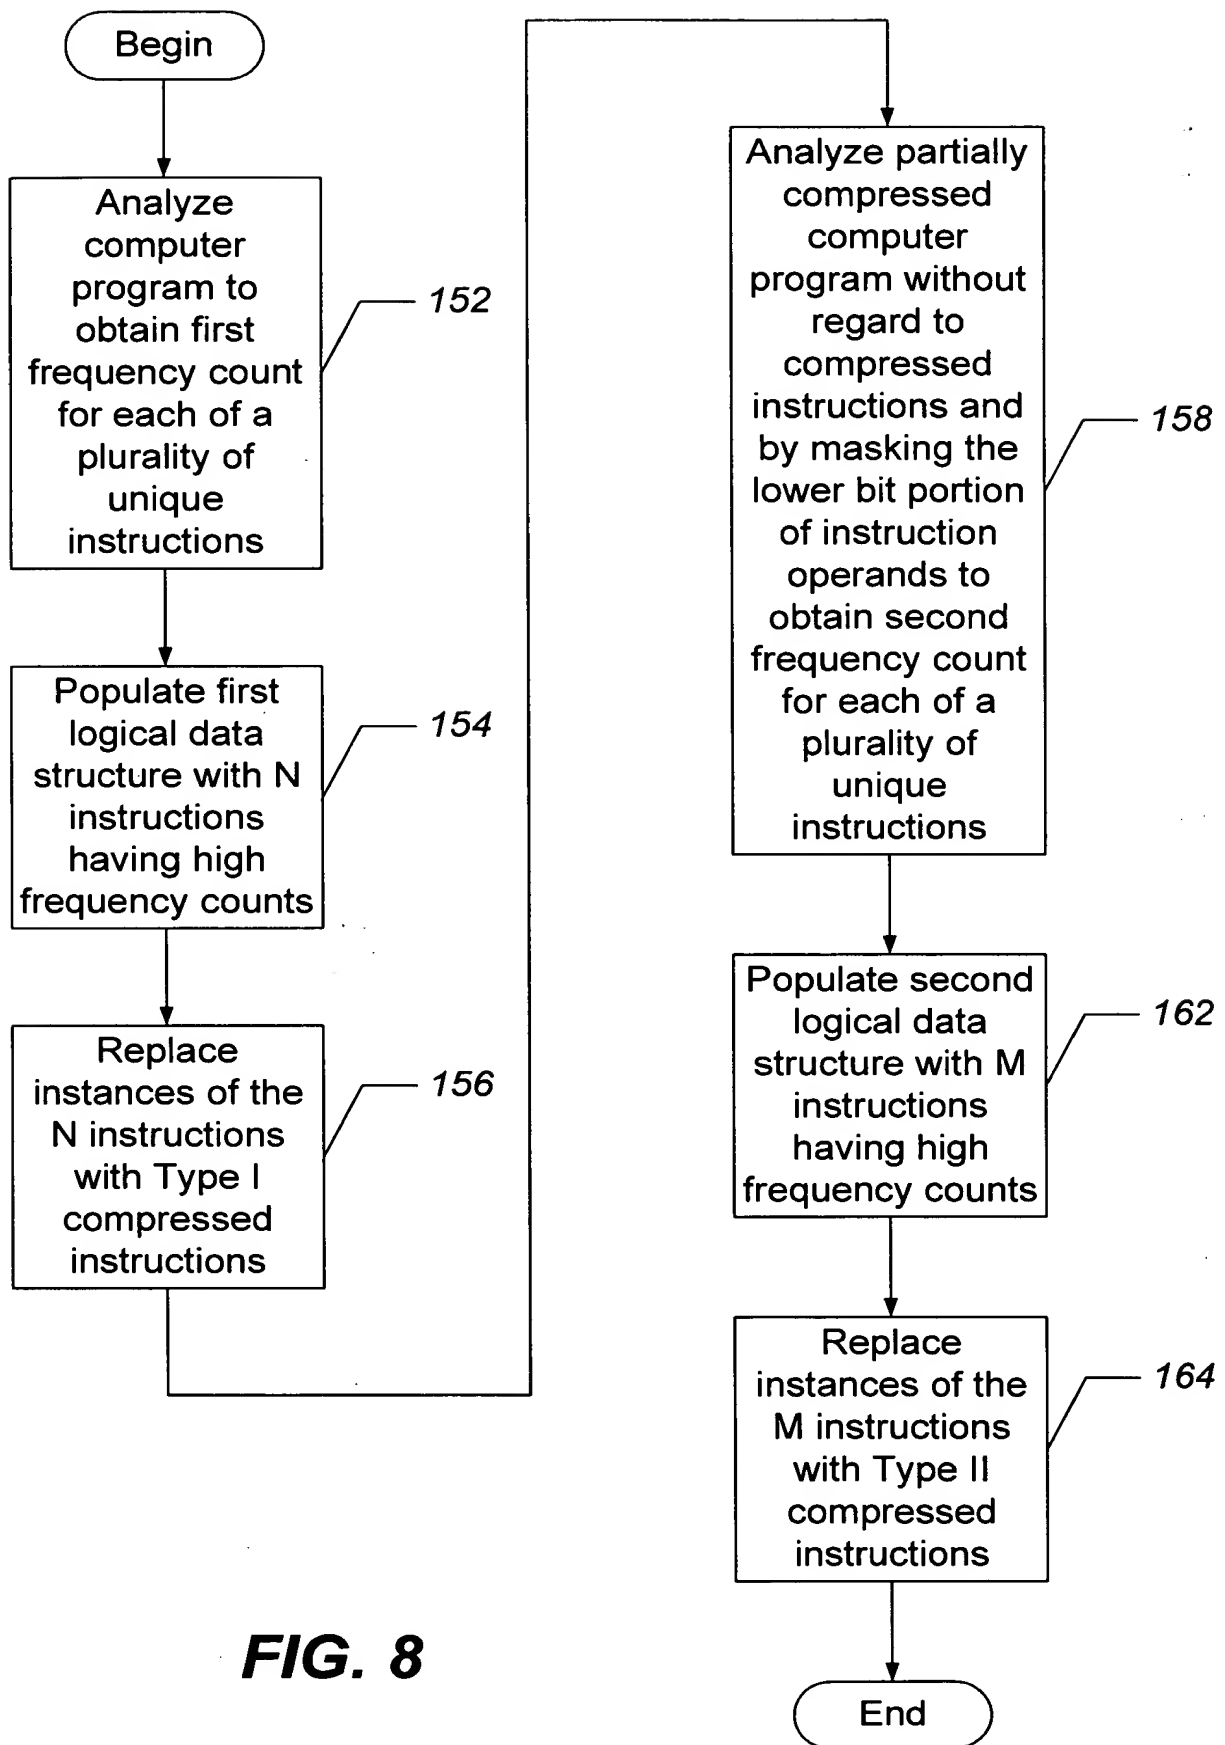 Begin
Analyze
computer
program to
obtain first
frequency count
for each of a
plurality of
unique
instructions
152
Populate first
logical data
structure with N
instructions
having high
frequency counts
154
Replace
instances of the
N instructions
with Type I
compressed
instructions
156
Analyze partially
compressed
computer
program without
regard to
compressed
instructions and
by masking the
lower bit portion
of instruction
operands to
obtain second
frequency count
for each of a
plurality of
unique
instructions
158
Populate second
logical data
structure with M
instructions
having high
frequency counts
162
Replace
instances of the
M instructions
with Type II
compressed
instructions
164
End
FIG. 8